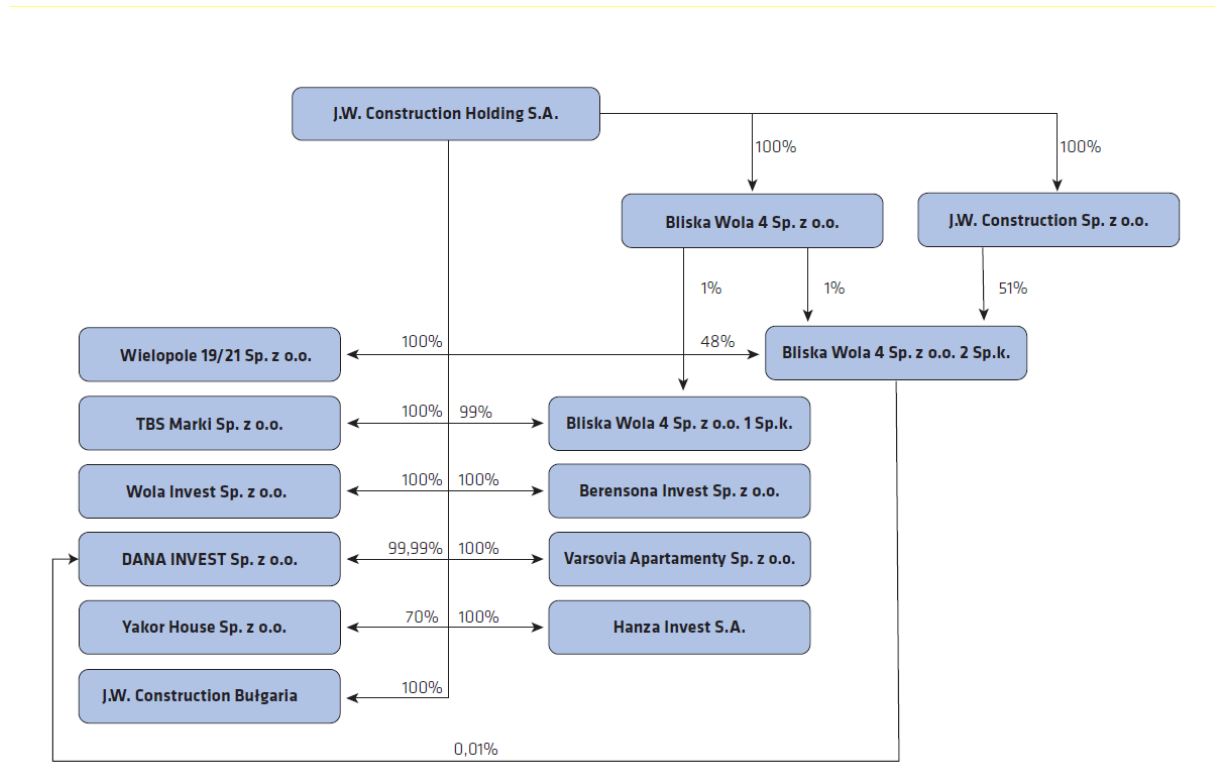 J.W. Construction Holding S.A.
100%
100%
Bliska Wola 4 Sp. z o.o.
J.W. Construction Sp. z o.o.
1%
1%
51%
Wielopole 19/21 Sp. z o.o.
100%
48%
Bliska Wola 4 Sp. z o.o. 2 Sp.k.
TBS Marki Sp. z o.o.
100%
99%
Bliska Wola 4 Sp. z o.o. 1 Sp.k.
Wola Invest Sp. z o.o.
100%
100%
Berensona Invest Sp. z o.o.
DANA INVEST Sp. z o.o.
99,99%
100%
Varsovia Apartamenty Sp. z o.o.
Yakor House Sp. z o.o.
70%
100%
Hanza Invest S.A.
J.W. Construction Bułgaria
100%
0,01%